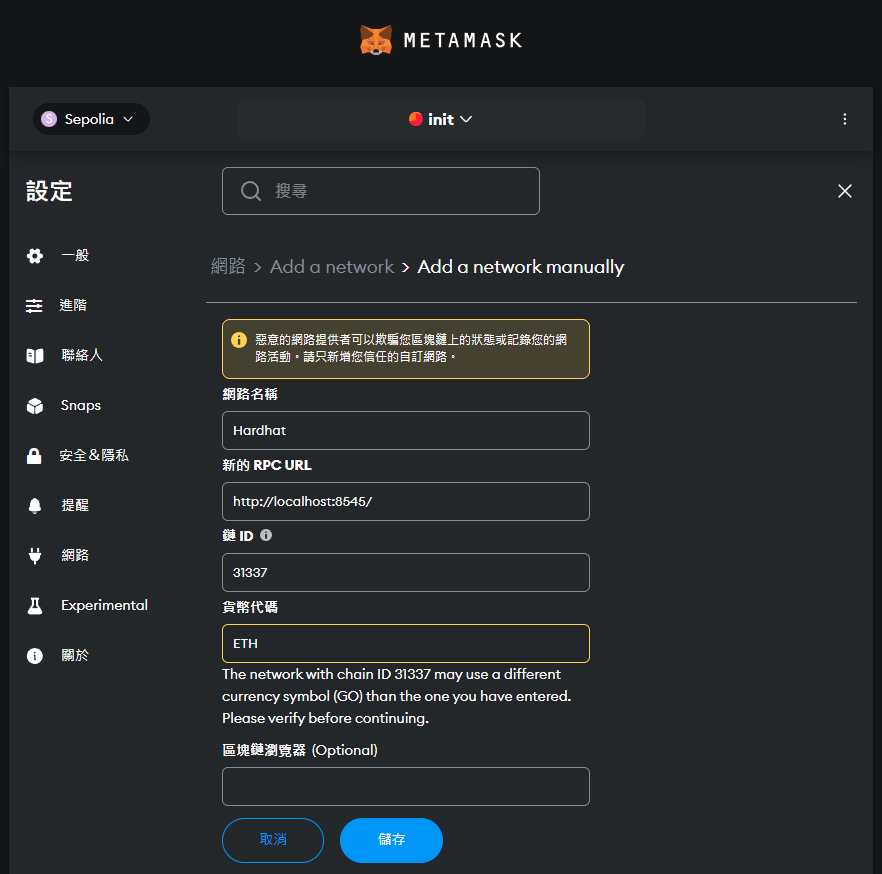 METAMASK
S Sepolia
init
設定
搜尋
一般
進階
聯絡人
Snaps
安全＆隱私
提醒
網路
Experimental
關於
網路 > Add a network > Add a network manually
惡意的網路提供者可以欺騙您區塊鏈上的狀態或記錄您的網
路活動。請只新增您信任的自訂網路。
網路名稱
Hardhat
新的 RPC URL
http://localhost:8545/
鏈 ID
31337
貨幣代碼
ETH
The network with chain ID 31337 may use a different
currency symbol (GO) than the one you have entered.
Please verify before continuing.
區塊鏈瀏覽器 (Optional)
取消
儲存